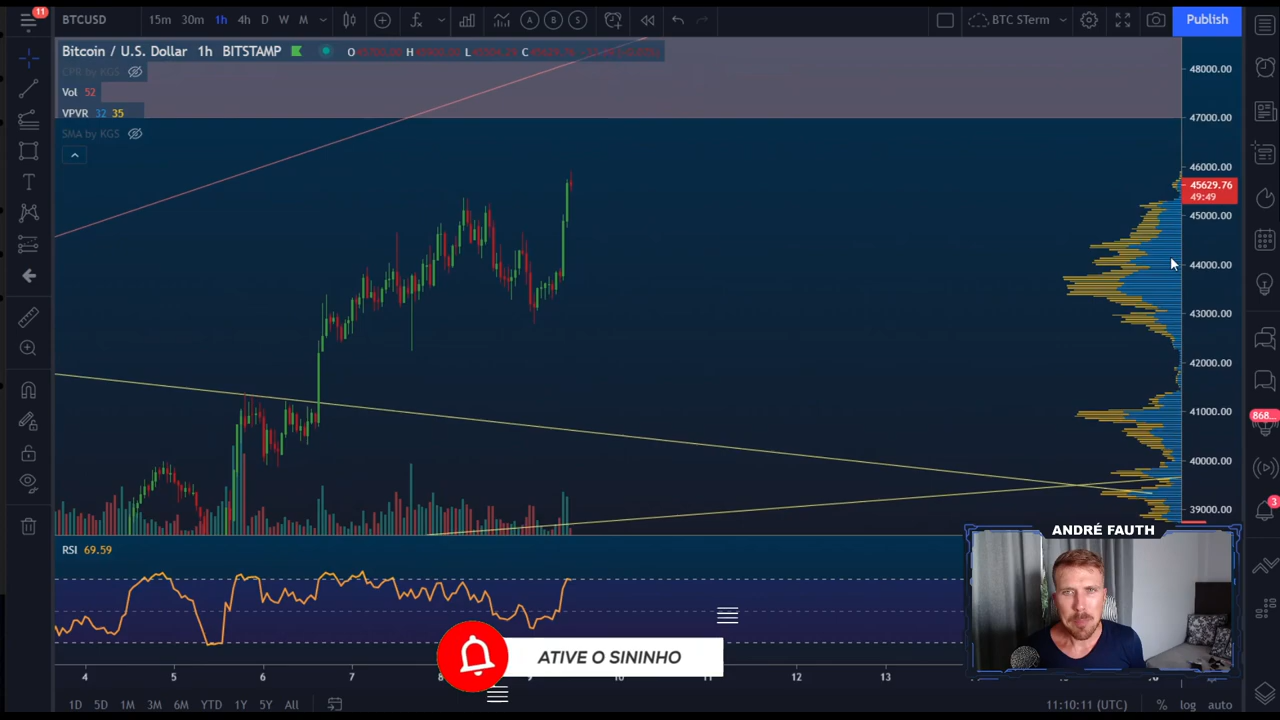 11
BTCUSD 15m 30m 1h 4h D W M A B S BTC STerm Publish
Bitcoin / U.S. Dollar 1h BITSTAMP O H L C
CPR by KGS
Vol 52
VPVR 32 35
SMA by KGS
48000.00
47000.00
46000.00
45629.76
49:49
45000.00
44000.00
43000.00
42000.00
41000.00
40000.00
39000.00
868...
3
ANDRÉ FAUTH
RSI 69.59
ATIVE O SININHO
4 5 6 7 8 9 10 11 12 13
1D 5D 1M 3M 6M YTD 1Y 5Y All 11:10:11 (UTC) % log auto